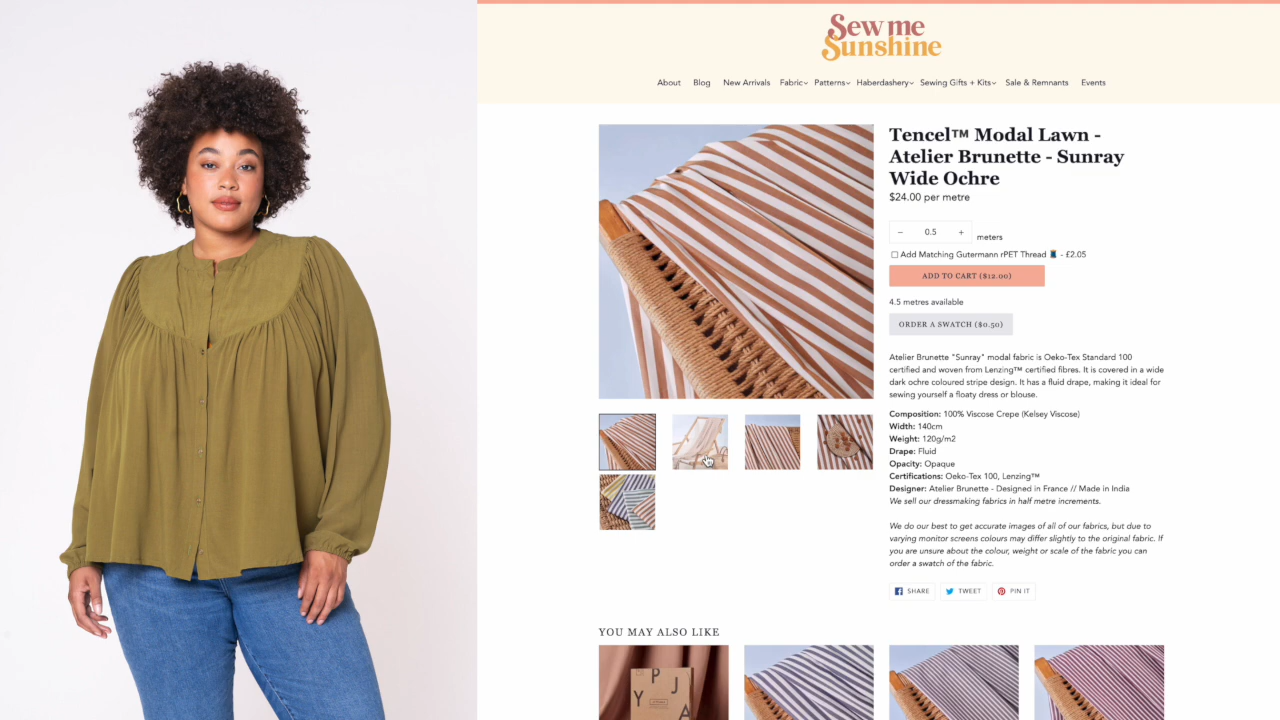 Sew me
Sunshine
About Blog New Arrivals Fabric Patterns Haberdashery Sewing Gifts + Kits Sale & Remnants Events
Tencel™ Modal Lawn -
Atelier Brunette - Sunray
Wide Ochre
$24.00 per metre
− 0.5 + meters
Add Matching Gutermann rPET Thread 🧵 - £2.05
ADD TO CART ($12.00)
4.5 metres available
ORDER A SWATCH ($0.50)
Atelier Brunette "Sunray" modal fabric is Oeko-Tex Standard 100
certified and woven from Lenzing™ certified fibres. It is covered in a wide
dark ochre coloured stripe design. It has a fluid drape, making it ideal for
sewing yourself a floaty dress or blouse.
Composition: 100% Viscose Crepe (Kelsey Viscose)
Width: 140cm
Weight: 120g/m2
Drape: Fluid
Opacity: Opaque
Certifications: Oeko-Tex 100, Lenzing™
Designer: Atelier Brunette - Designed in France // Made in India
We sell our dressmaking fabrics in half metre increments.
We do our best to get accurate images of all of our fabrics, but due to
varying monitor screens colours may differ slightly to the original fabric. If
you are unsure about the colour, weight or scale of the fabric you can
order a swatch of the fabric.
SHARE TWEET PIN IT
YOU MAY ALSO LIKE
P J
Y A